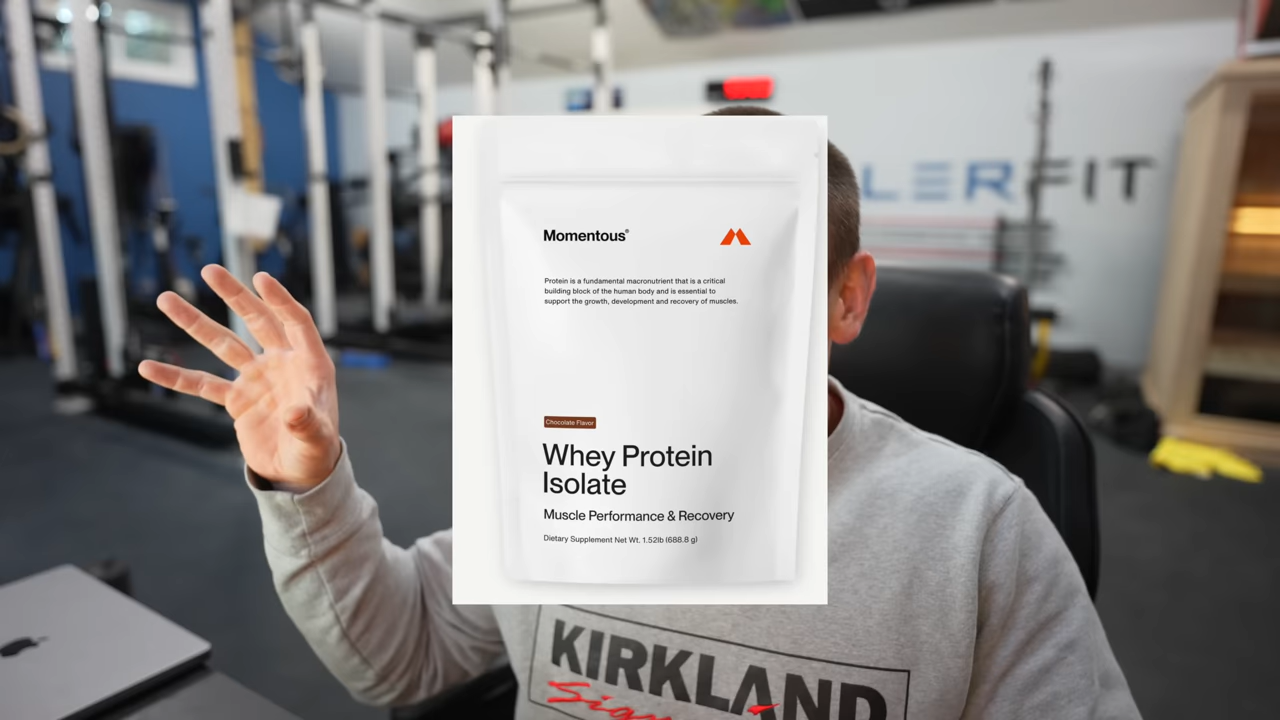 LERFIT
Momentous®
Protein is a fundamental macronutrient that is a critical
building block of the human body and is essential to
support the growth, development and recovery of muscles.
Chocolate Flavor
Whey Protein
Isolate
Muscle Performance & Recovery
Dietary Supplement Net Wt. 1.52lb (688.8 g)
KIRKLAND
Sign